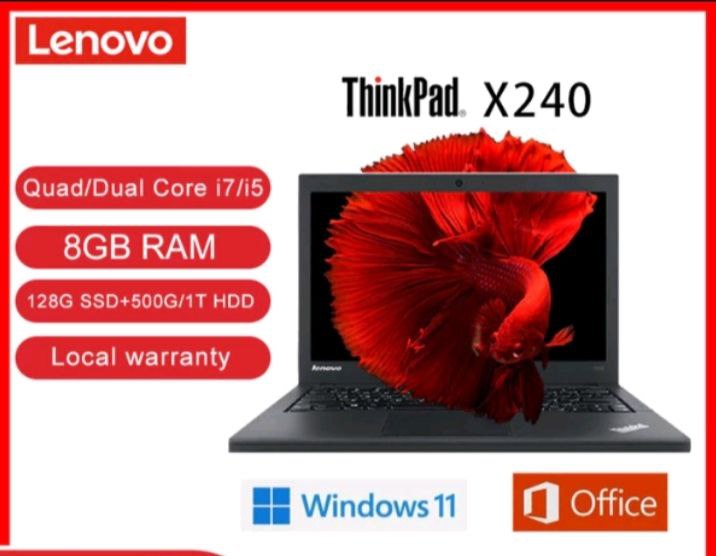 Lenovo
ThinkPad X240
Quad/Dual Core i7/i5
8GB RAM
128G SSD+500G/1T HDD
Local warranty
lenovo
ThinkPad
Windows 11
Office